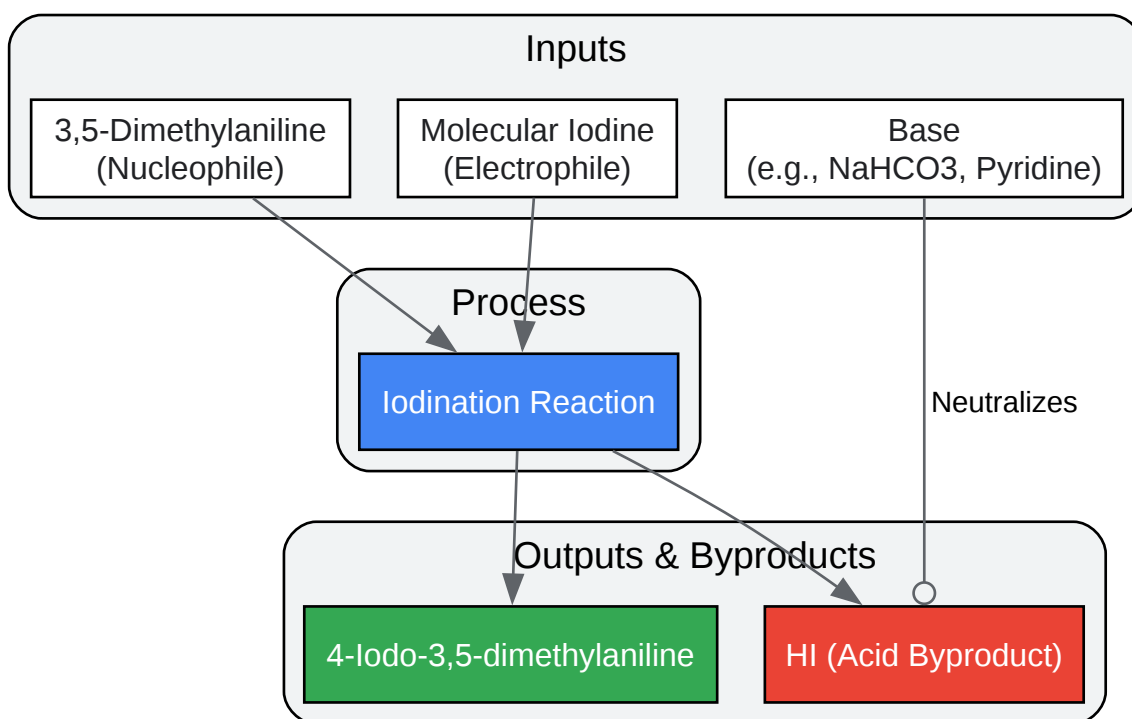 Inputs
3,5-Dimethylaniline
(Nucleophile)
Molecular Iodine
(Electrophile)
Base
(e.g., NaHCO3, Pyridine)
Process
Iodination Reaction
Neutralizes
Outputs & Byproducts
4-Iodo-3,5-dimethylaniline
HI (Acid Byproduct)